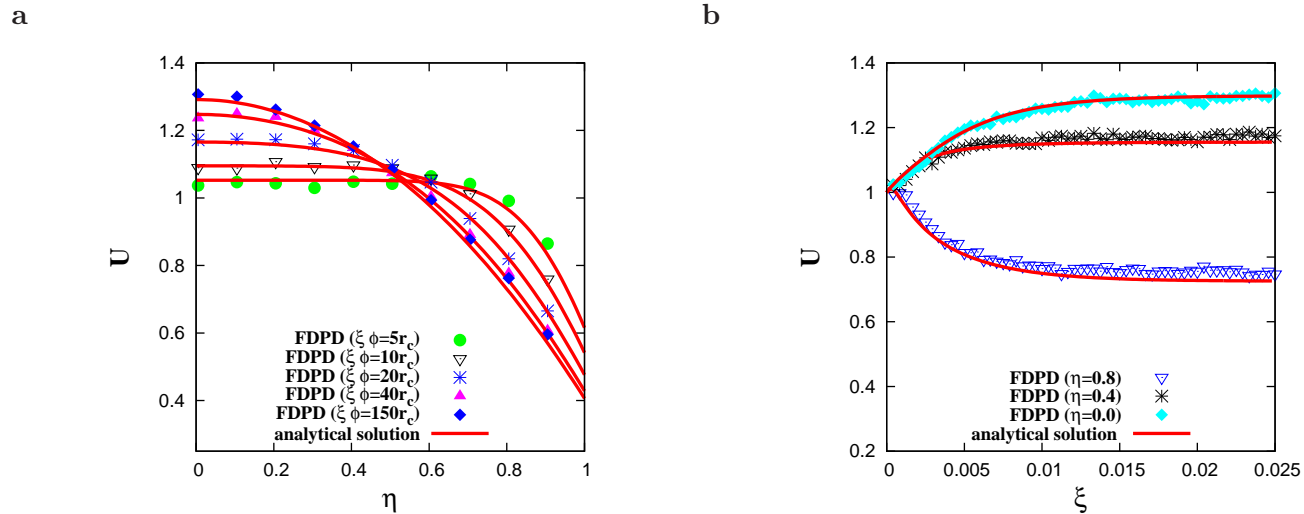 a
U
1.4
1.2
1
0.8
0.6
0.4
0 0.2 0.4 0.6 0.8 1
η
FDPD (ξ ϕ=5r_c)
FDPD (ξ ϕ=10r_c)
FDPD (ξ ϕ=20r_c)
FDPD (ξ ϕ=40r_c)
FDPD (ξ ϕ=150r_c)
analytical solution
b
U
1.4
1.2
1
0.8
0.6
0.4
0.2
0 0.005 0.01 0.015 0.02 0.025
ξ
FDPD (η=0.8)
FDPD (η=0.4)
FDPD (η=0.0)
analytical solution